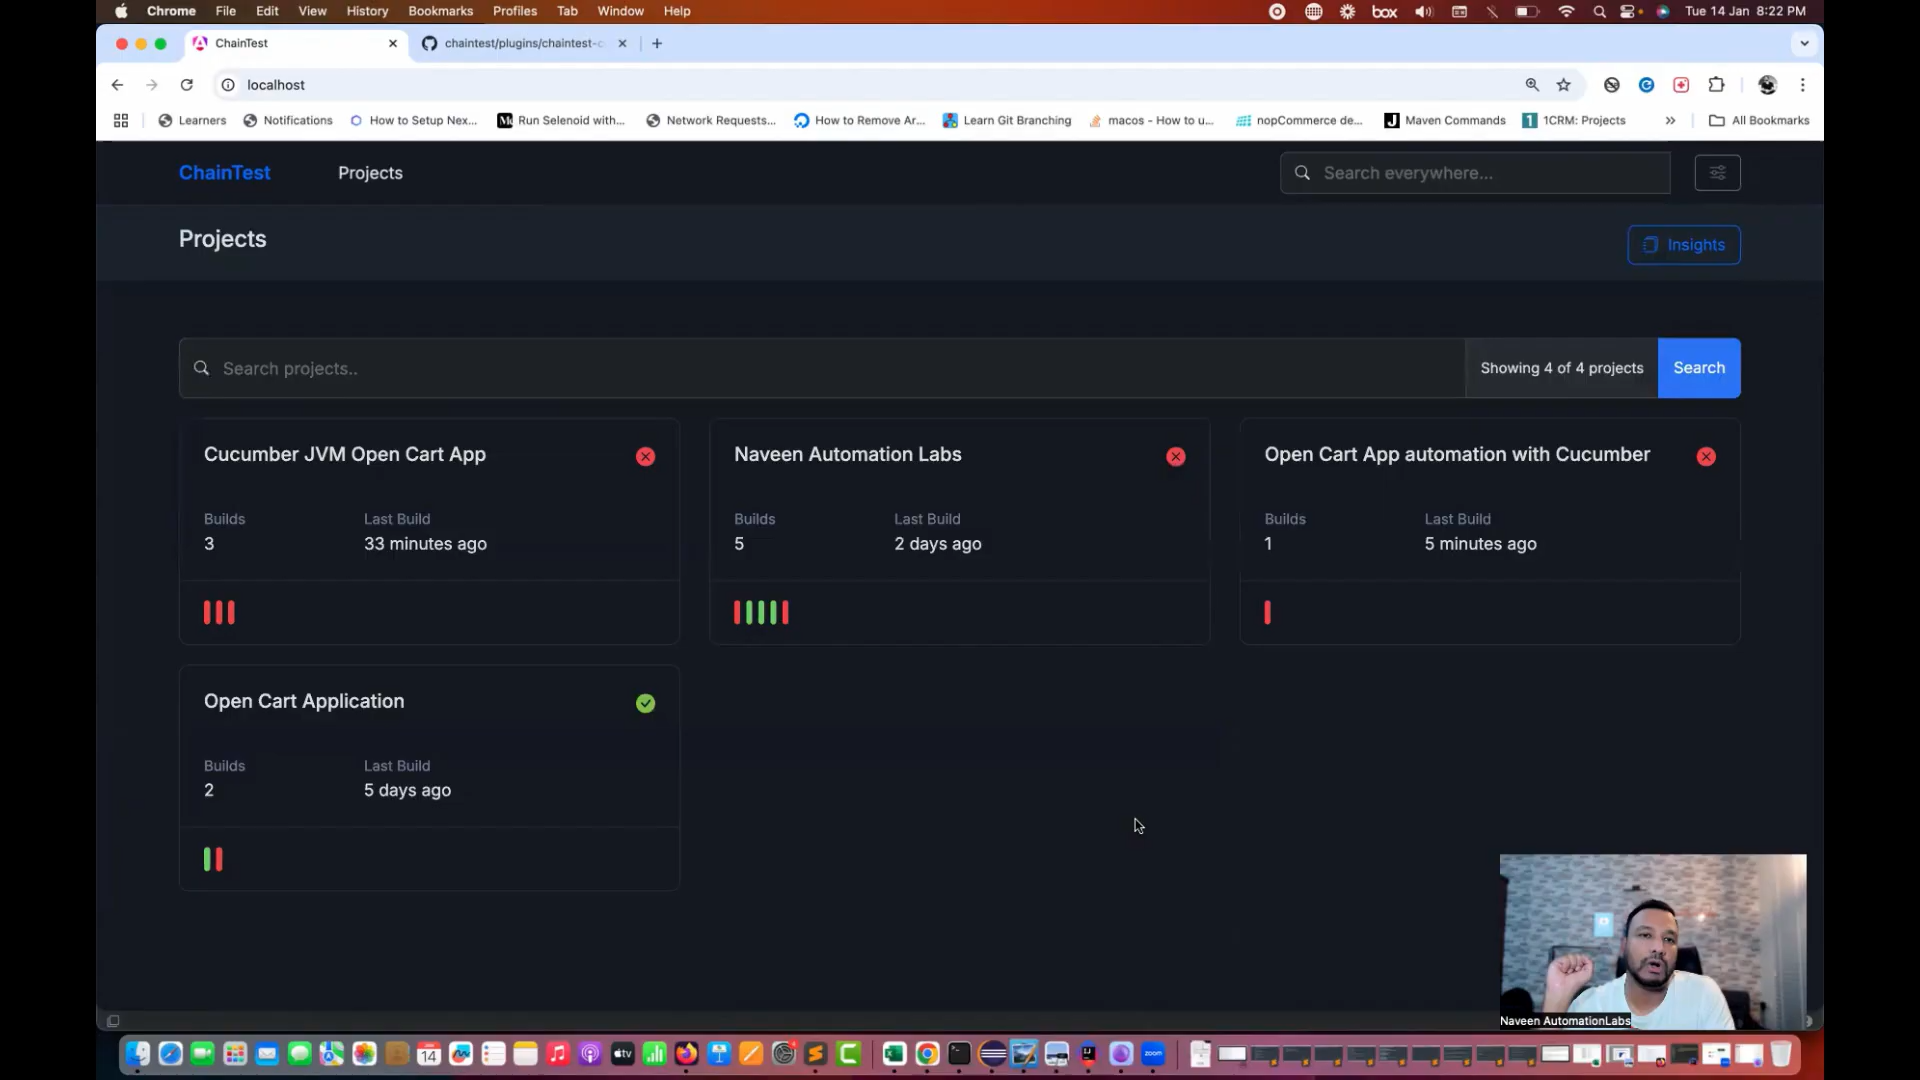 Chrome File Edit View History Bookmarks Profiles Tab Window Help box Tue 14 Jan 8:22 PM
ChainTest chaintest/plugins/chaintest-c
localhost
Learners Notifications How to Setup Nex... Run Selenoid with... Network Requests... How to Remove Ar... Learn Git Branching macos - How to u... nopCommerce de... Maven Commands 1CRM: Projects » All Bookmarks
ChainTest Projects Search everywhere...
Projects Insights
Search projects.. Showing 4 of 4 projects Search
Cucumber JVM Open Cart App
Builds Last Build
3 33 minutes ago
Naveen Automation Labs
Builds Last Build
5 2 days ago
Open Cart App automation with Cucumber
Builds Last Build
1 5 minutes ago
Open Cart Application
Builds Last Build
2 5 days ago
Naveen AutomationLabs
14 tv zoom